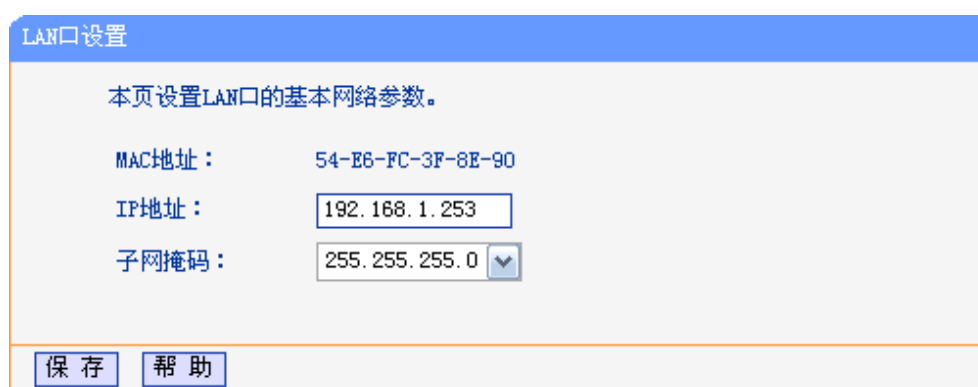 LAN口设置
本页设置LAN口的基本网络参数。
MAC地址： 54-E6-FC-3F-8E-90
IP地址： 192.168.1.253
子网掩码： 255.255.255.0
保 存 帮 助